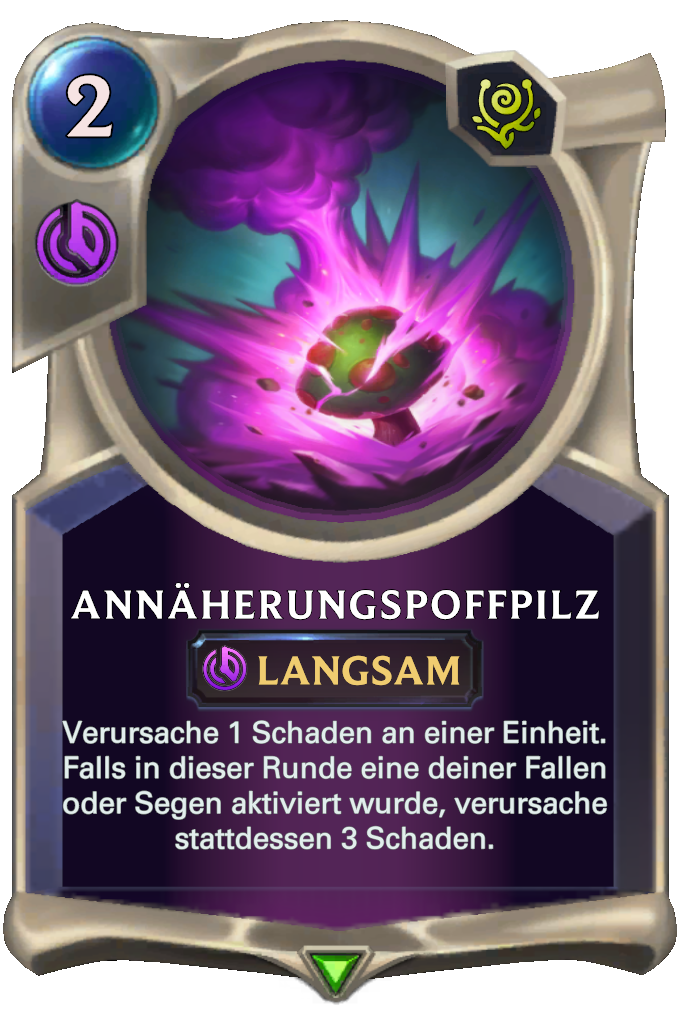 2
ANNÄHERUNGSPOFFPILZ
LANGSAM
Verursache 1 Schaden an einer Einheit.
Falls in dieser Runde eine deiner Fallen
oder Segen aktiviert wurde, verursache
stattdessen 3 Schaden.